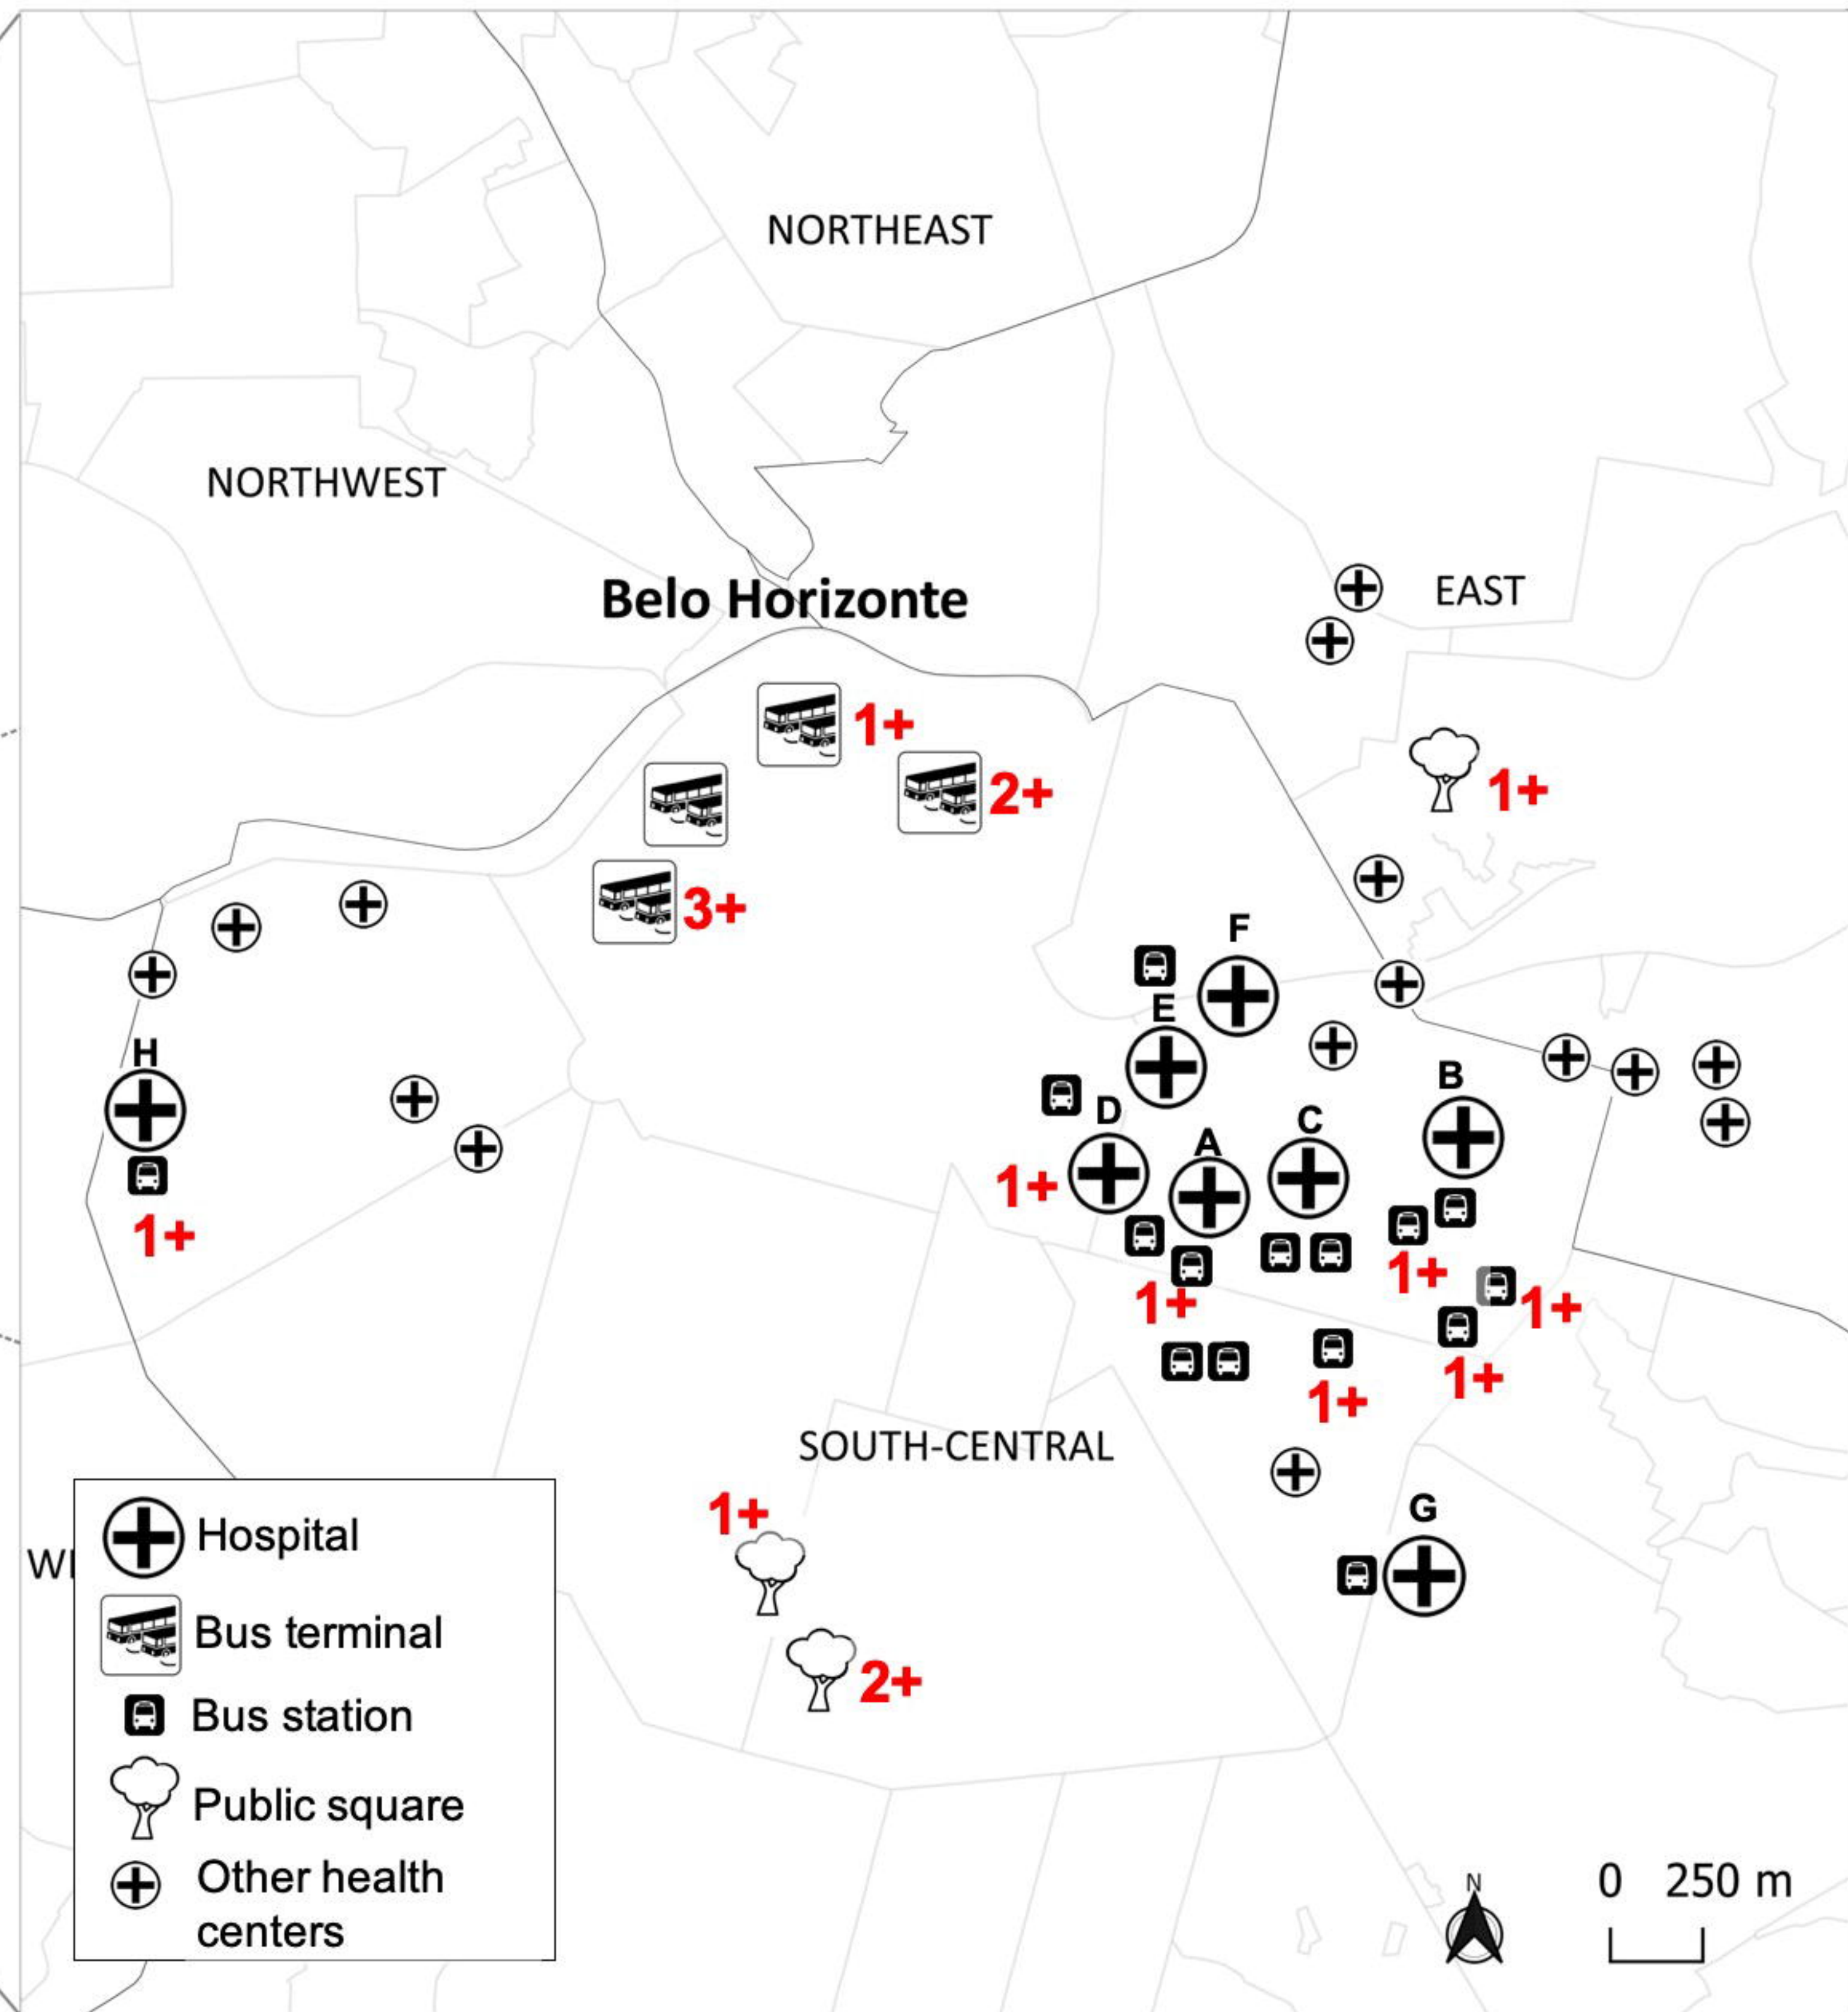 NORTHEAST
NORTHWEST
Belo Horizonte
EAST
1+
2+
1+
3+
F
E
H
B
D
C
A
1+
1+
1+
1+
1+
1+
1+
SOUTH-CENTRAL
1+
G
2+
WE
Hospital
Bus terminal
Bus station
Public square
Other health
centers
N
0 250 m